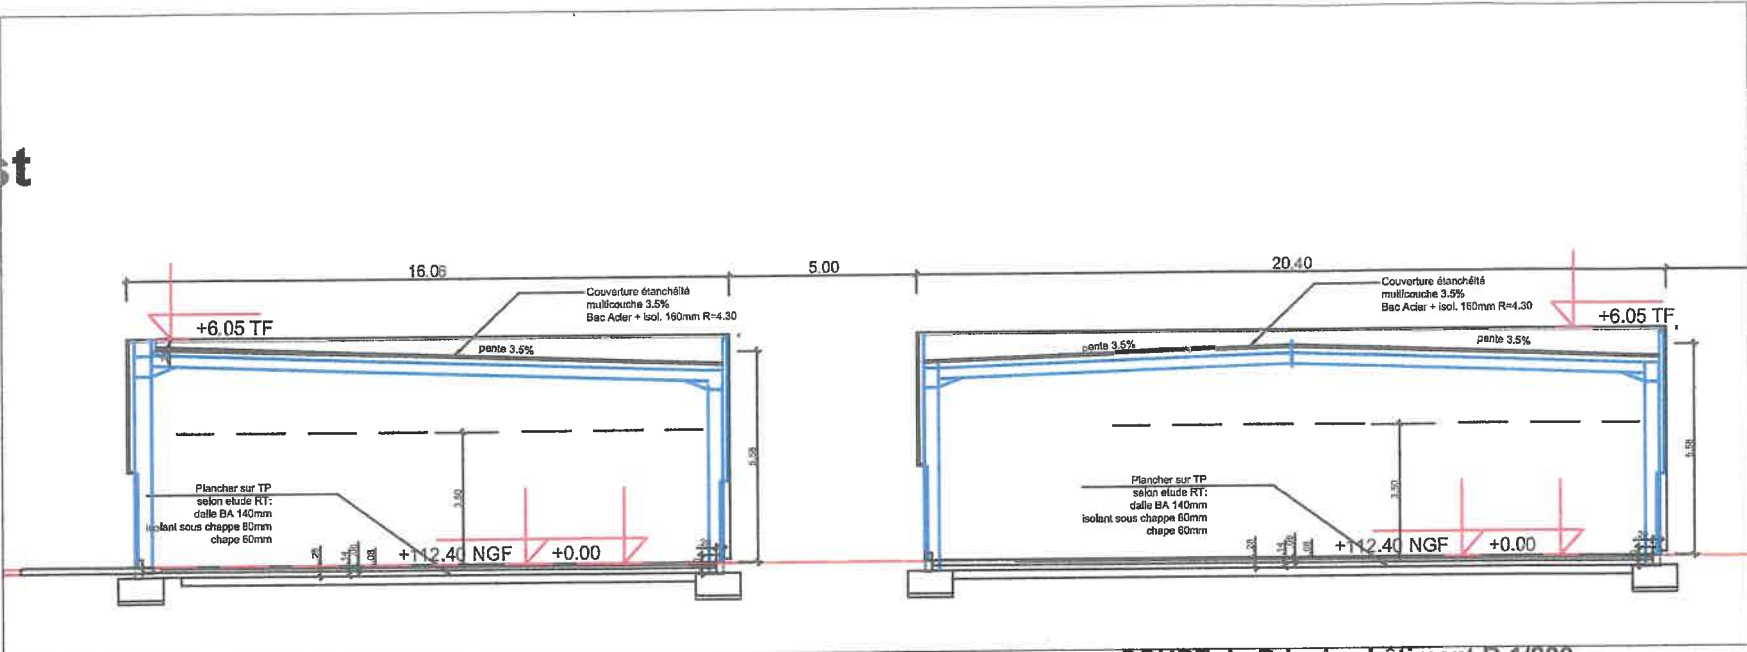 st
16.06
5.00
20.40
Couverture étanchéité
multicouche 3.5%
Bac Acier + isol. 160mm R=4.30
+6.05 TF
pente 3.5%
5.58
3.50
Plancher sur TP
selon etude RT:
dalle BA 140mm
isolant sous chappe 80mm
chape 60mm
+112.40 NGF
+0.00
Couverture étanchéité
multicouche 3.5%
Bac Acier + isol. 160mm R=4.30
+6.05 TF
pente 3.5%
pente 3.5%
5.58
3.50
Plancher sur TP
selon etude RT:
dalle BA 140mm
isolant sous chappe 60mm
chape 60mm
+112.40 NGF
+0.00